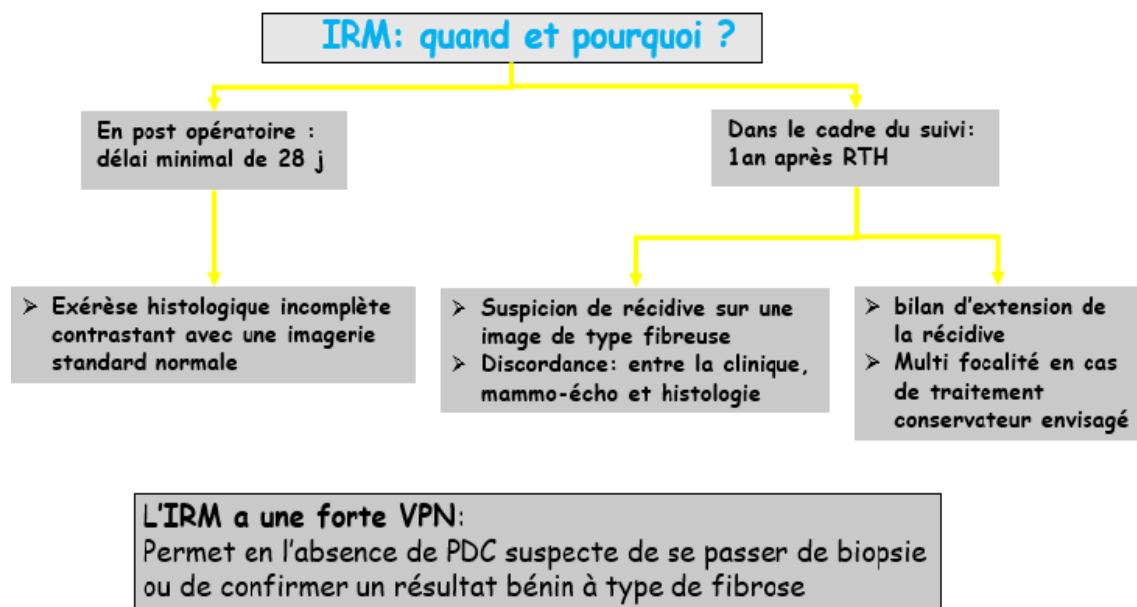 IRM: quand et pourquoi ?
En post opératoire :
délai minimal de 28 j
Dans le cadre du suivi:
1an après RTH
➢ Exérèse histologique incomplète
contrastant avec une imagerie
standard normale
➢ Suspicion de récidive sur une
image de type fibreuse
➢ Discordance: entre la clinique,
mammo-écho et histologie
➢ bilan d'extension de
la récidive
➢ Multi focalité en cas
de traitement
conservateur envisagé
L'IRM a une forte VPN:
Permet en l'absence de PDC suspecte de se passer de biopsie
ou de confirmer un résultat bénin à type de fibrose